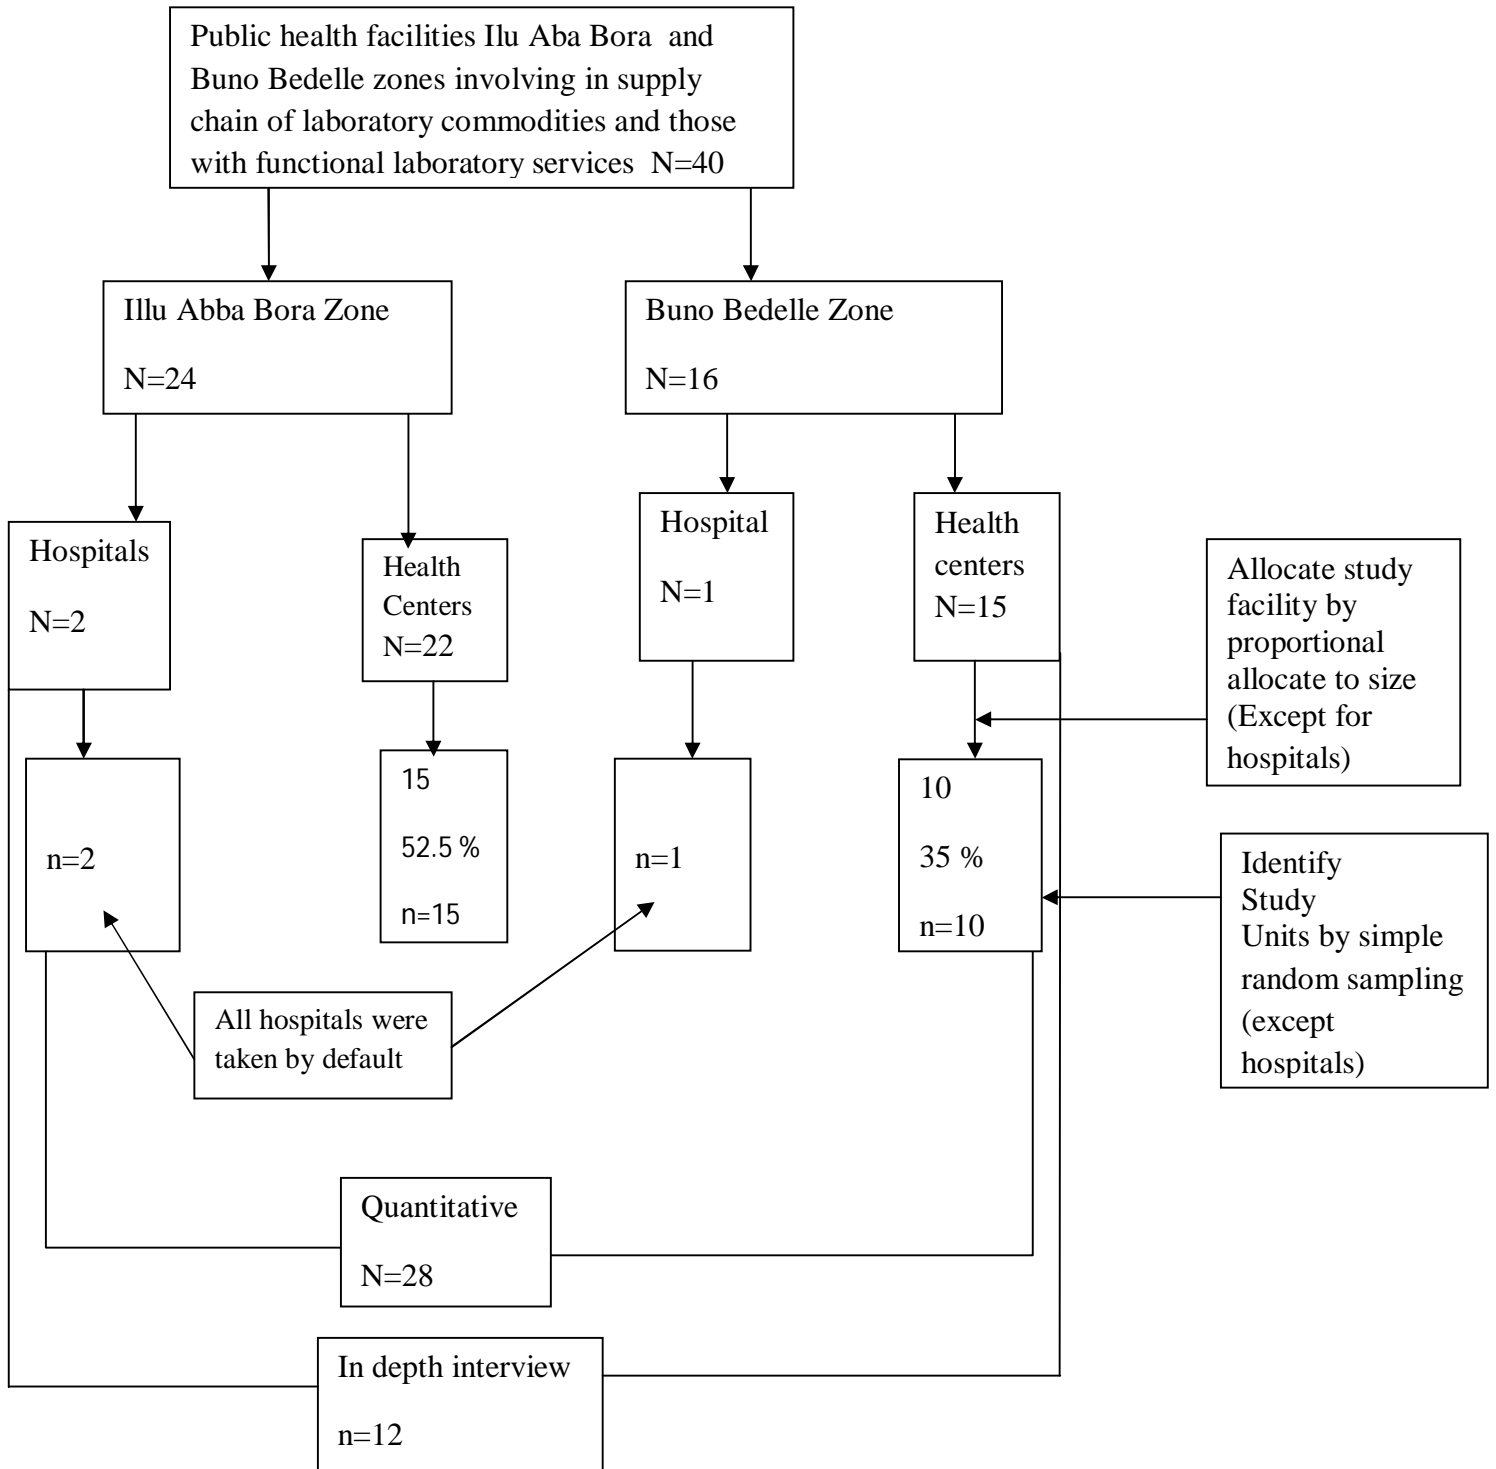 Public health facilities Ilu Aba Bora and
Buno Bedelle zones involving in supply
chain of laboratory commodities and those
with functional laboratory services N=40
Illu Abba Bora Zone
N=24
Buno Bedelle Zone
N=16
Hospitals
N=2
Health
Centers
N=22
Hospital
N=1
Health
centers
N=15
Allocate study
facility by
proportional
allocate to size
(Except for
hospitals)
n=2
15
52.5 %
n=15
n=1
10
35 %
n=10
Identify
Study
Units by simple
random sampling
(except
hospitals)
All hospitals were
taken by default
Quantitative
N=28
In depth interview
n=12